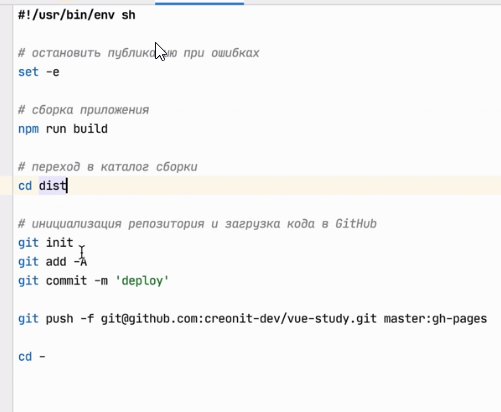 #!/usr/bin/env sh
# остановить публикацию при ошибках
set -e
# сборка приложения
npm run build
# переход в каталог сборки
cd dist
# инициализация репозитория и загрузка кода в GitHub
git init
git add -A
git commit -m 'deploy'
git push -f git@github.com:creonit-dev/vue-study.git master:gh-pages
cd -